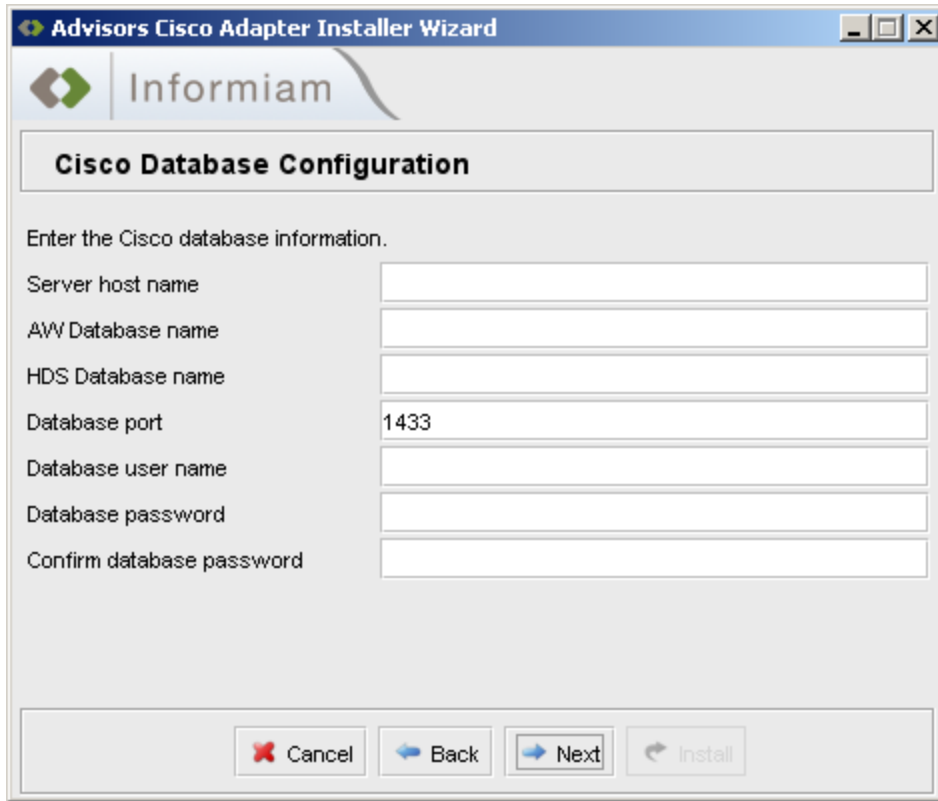 Advisors Cisco Adapter Installer Wizard
Informiam
Cisco Database Configuration
Enter the Cisco database information.
Server host name
AW Database name
HDS Database name
Database port 1433
Database user name
Database password
Confirm database password
Cancel Back Next Install